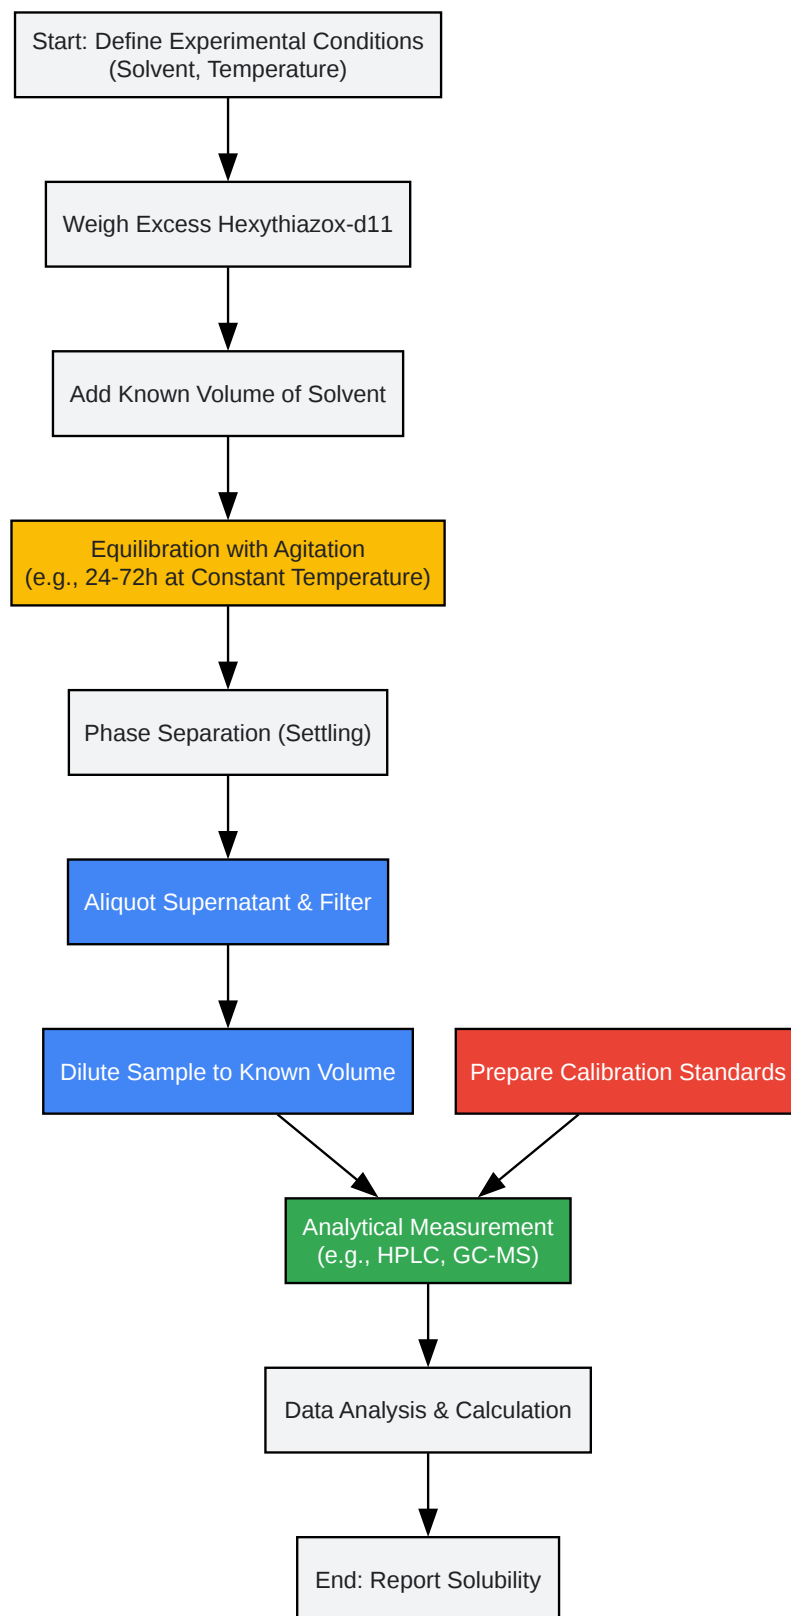 Start: Define Experimental Conditions
(Solvent, Temperature)
Weigh Excess Hexythiazox-d11
Add Known Volume of Solvent
Equilibration with Agitation
(e.g., 24-72h at Constant Temperature)
Phase Separation (Settling)
Aliquot Supernatant & Filter
Dilute Sample to Known Volume
Prepare Calibration Standards
Analytical Measurement
(e.g., HPLC, GC-MS)
Data Analysis & Calculation
End: Report Solubility